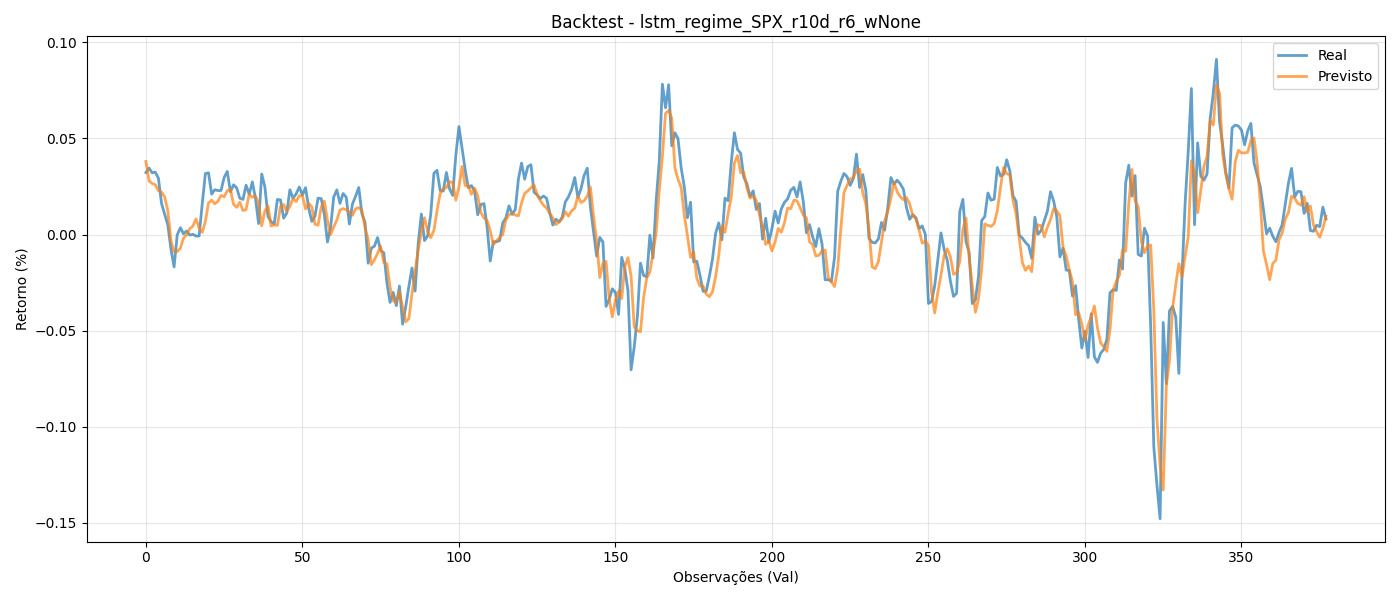 Backtest - lstm_regime_SPX_r10d_r6_wNone
Real
Previsto
Retorno (%)
0.10
0.05
0.00
−0.05
−0.10
−0.15
0 50 100 150 200 250 300 350
Observações (Val)